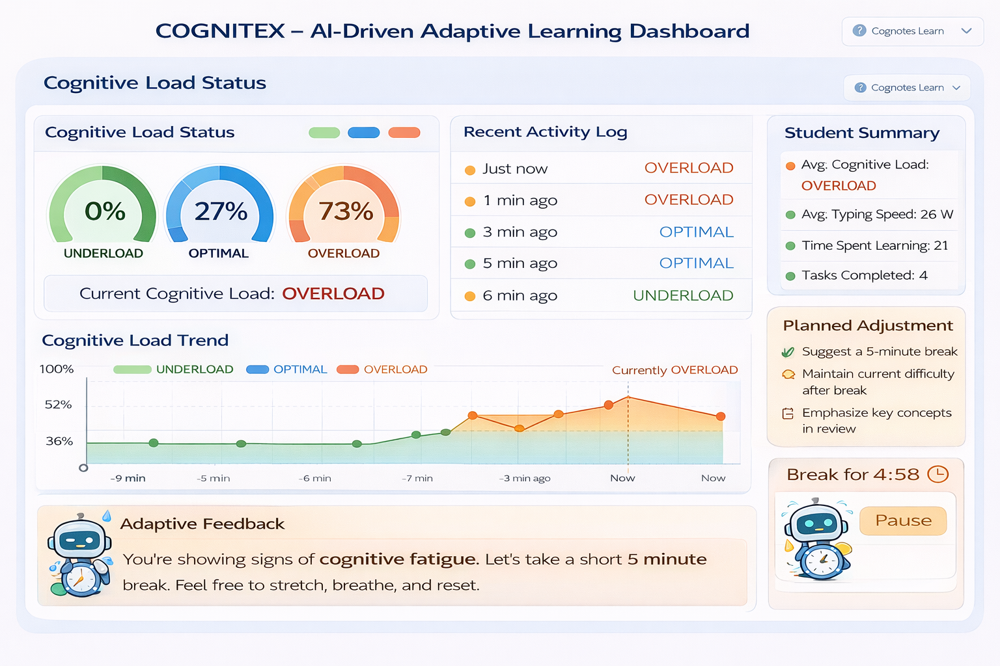 COGNITEX – AI-Driven Adaptive Learning Dashboard
? Cognotes Learn
Cognitive Load Status
? Cognotes Learn
Cognitive Load Status
0%
UNDERLOAD
27%
OPTIMAL
73%
OVERLOAD
Current Cognitive Load: OVERLOAD
Recent Activity Log
Just now OVERLOAD
1 min ago OVERLOAD
3 min ago OPTIMAL
5 min ago OPTIMAL
6 min ago UNDERLOAD
Student Summary
Avg. Cognitive Load:
OVERLOAD
Avg. Typing Speed: 26 W
Time Spent Learning: 21
Tasks Completed: 4
Cognitive Load Trend
UNDERLOAD OPTIMAL OVERLOAD
Currently OVERLOAD
100%
52%
36%
-9 min -5 min -6 min -7 min -3 min ago Now Now
Planned Adjustment
Suggest a 5-minute break
Maintain current difficulty
after break
Emphasize key concepts
in review
Break for 4:58
Pause
Adaptive Feedback
You're showing signs of cognitive fatigue. Let's take a short 5 minute
break. Feel free to stretch, breathe, and reset.